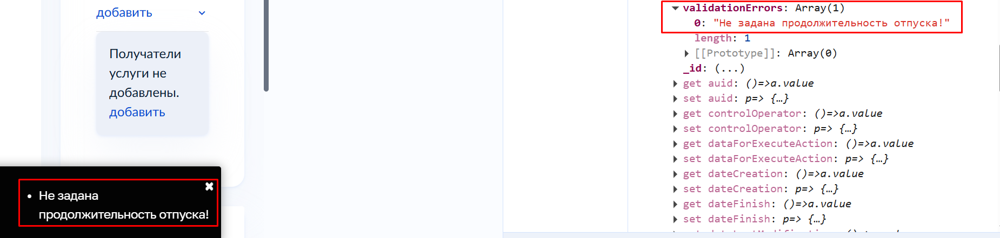 добавить
Получатели
услуги не
добавлены.
добавить
Не задана
продолжительность отпуска!
validationErrors: Array(1)
0: "Не задана продолжительность отпуска!"
length: 1
[[Prototype]]: Array(0)
_id: (...)
get auid: ()=>a.value
set auid: p=> {…}
get controlOperator: ()=>a.value
set controlOperator: p=> {…}
get dataForExecuteAction: ()=>a.value
set dataForExecuteAction: p=> {…}
get dateCreation: ()=>a.value
set dateCreation: p=> {…}
get dateFinish: ()=>a.value
set dateFinish: p=> {…}